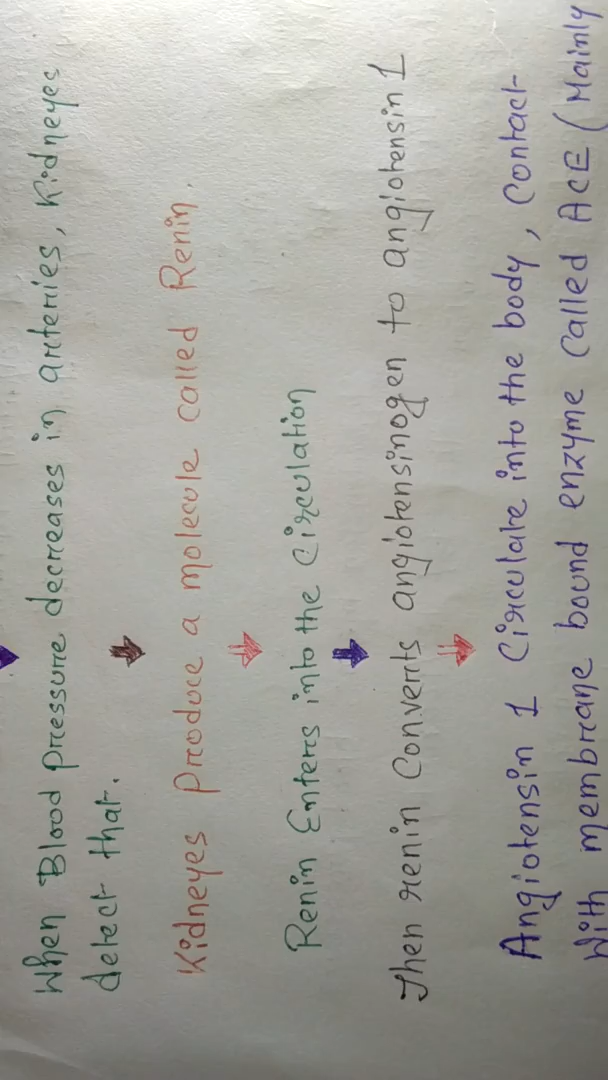 When Blood pressure decreases in arteries, Kidneyes
detect that.
Kidneyes produce a molecule called Renin.
Renin Enters into the circulation
Then renin Converts angiotensinogen to angiotensin 1
Angiotensin 1 Circulate into the body, Contact
With membrane bound enzyme Called ACE (Mainly